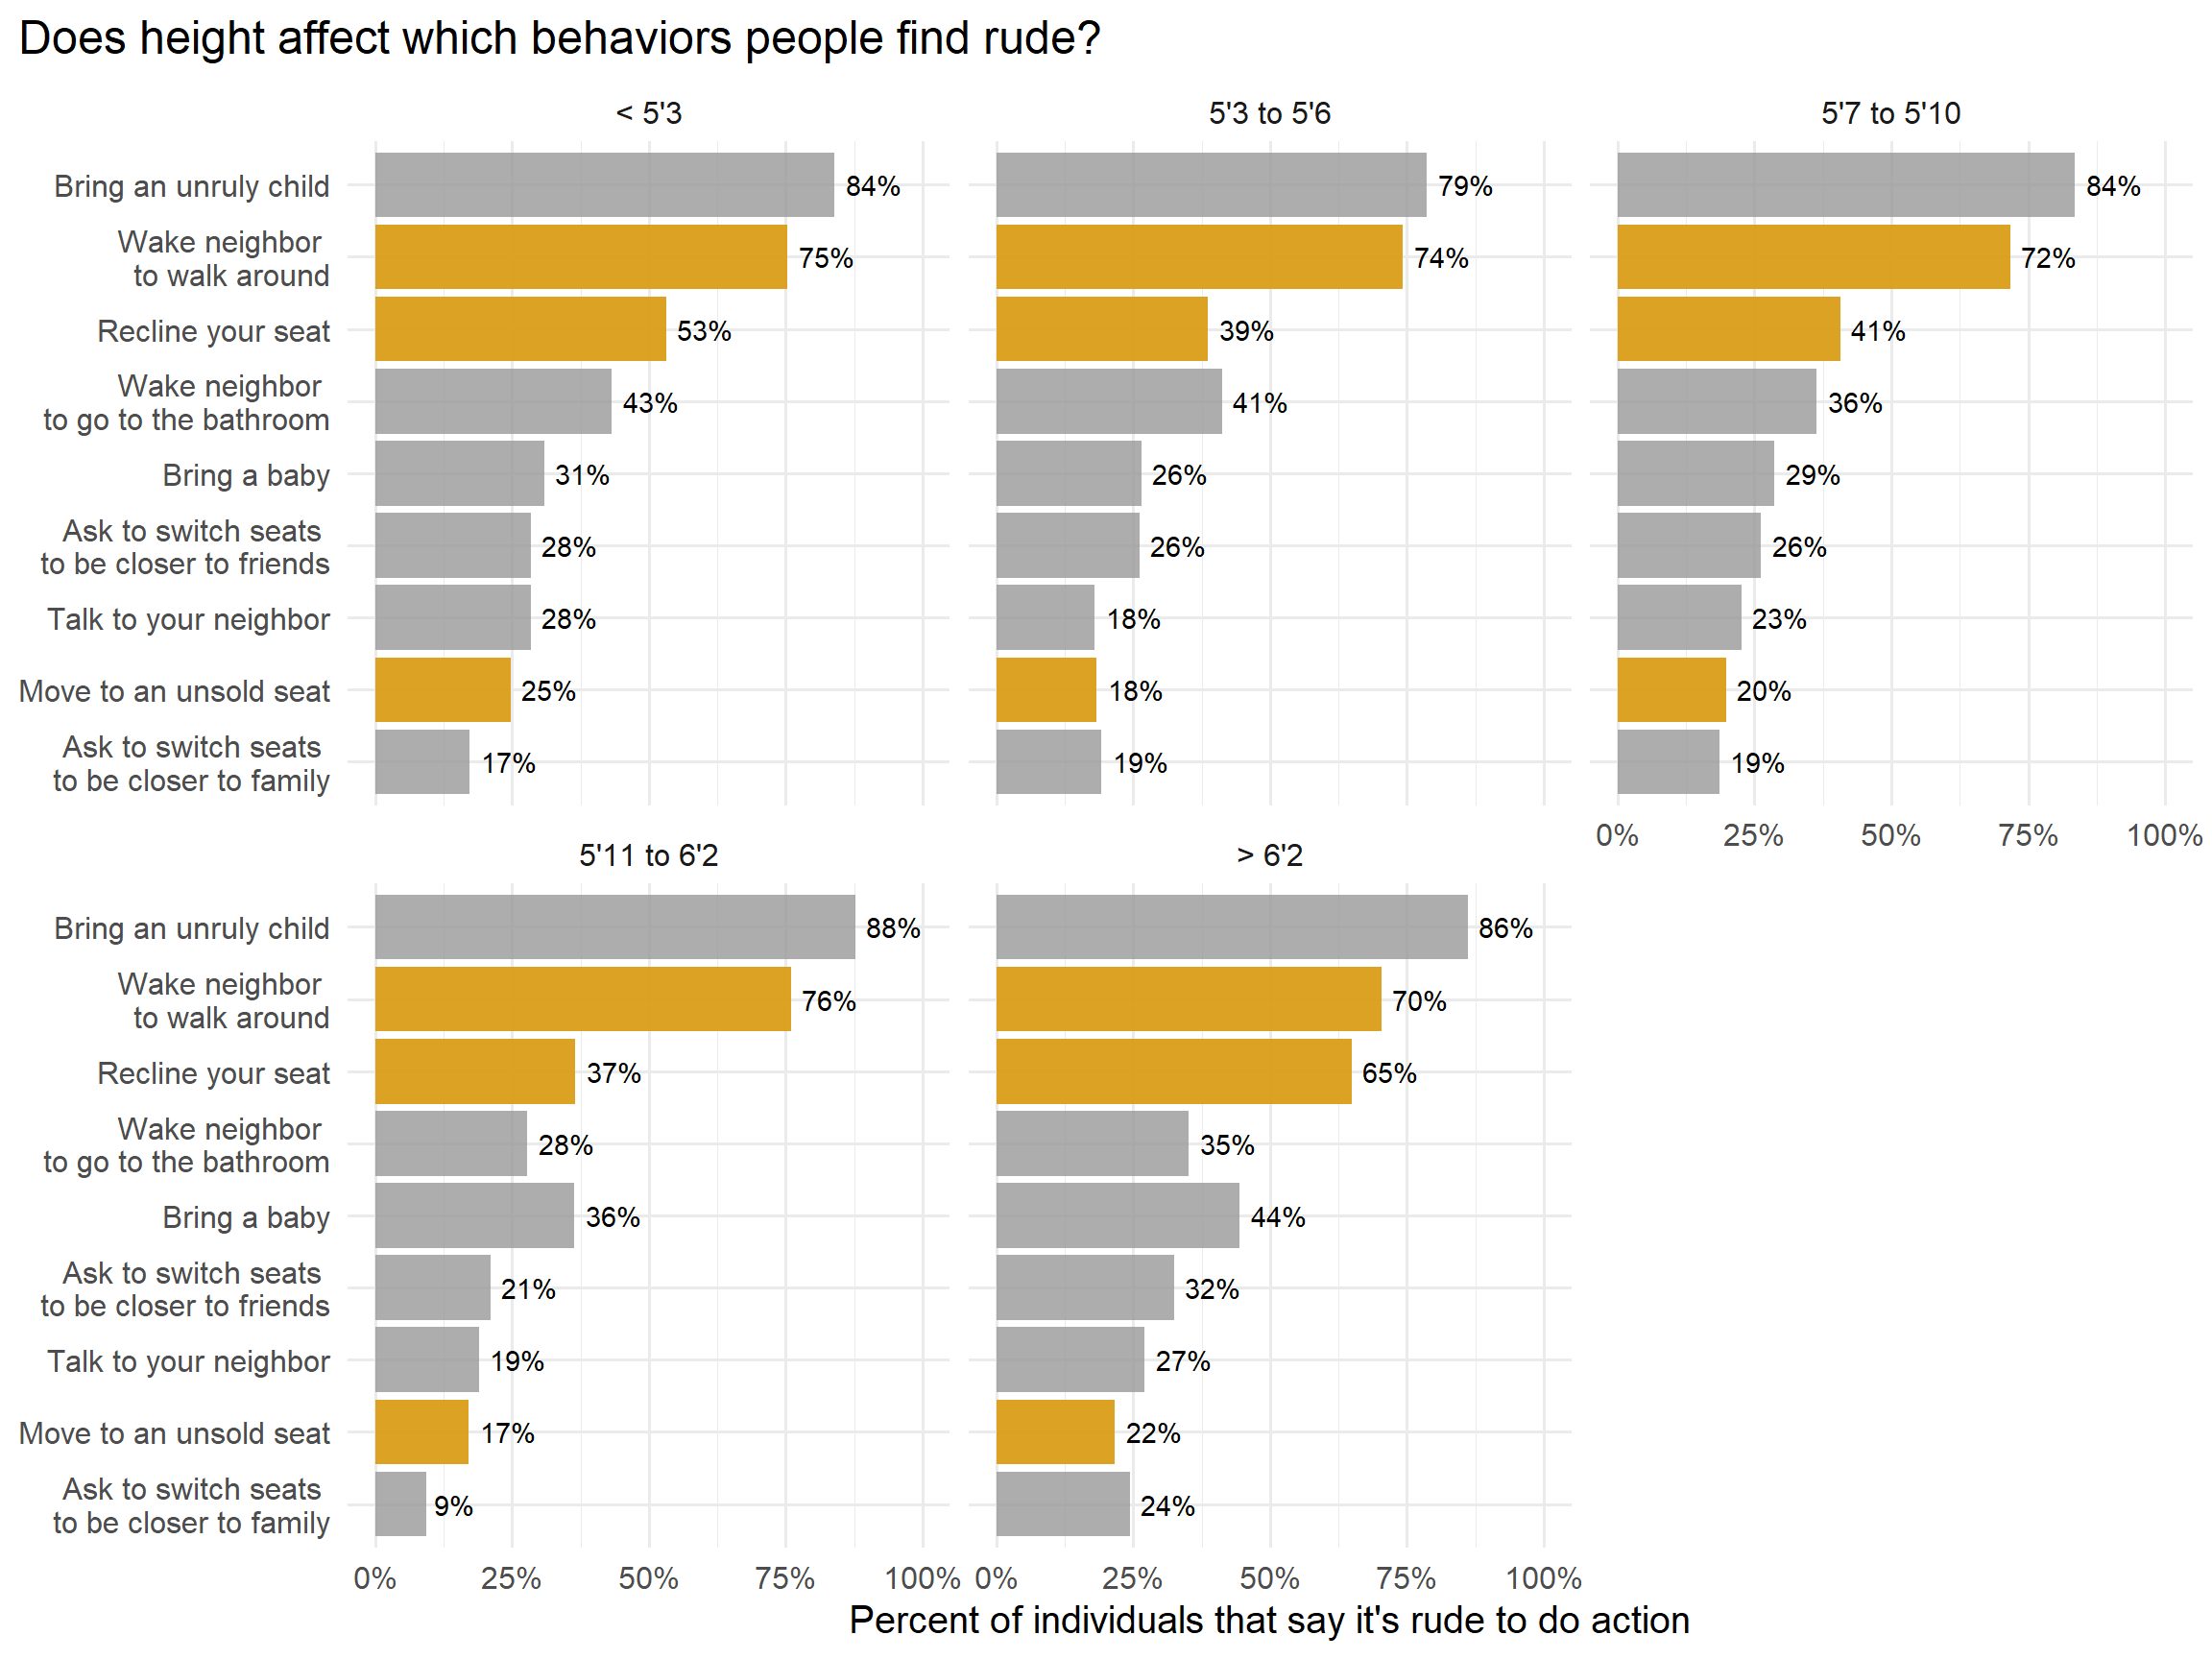 Does height affect which behaviors people find rude?
< 5'3
5'3 to 5'6
5'7 to 5'10
Bring an unruly child
84%
79%
84%
Wake neighbor
to walk around
75%
74%
72%
Recline your seat
53%
39%
41%
Wake neighbor
to go to the bathroom
43%
41%
36%
Bring a baby
31%
26%
29%
Ask to switch seats
to be closer to friends
28%
26%
26%
Talk to your neighbor
28%
18%
23%
Move to an unsold seat
25%
18%
20%
Ask to switch seats
to be closer to family
17%
19%
19%
0% 25% 50% 75% 100%
5'11 to 6'2
> 6'2
Bring an unruly child
88%
86%
Wake neighbor
to walk around
76%
70%
Recline your seat
37%
65%
Wake neighbor
to go to the bathroom
28%
35%
Bring a baby
36%
44%
Ask to switch seats
to be closer to friends
21%
32%
Talk to your neighbor
19%
27%
Move to an unsold seat
17%
22%
Ask to switch seats
to be closer to family
9%
24%
0% 25% 50% 75% 100%
0% 25% 50% 75% 100%
Percent of individuals that say it's rude to do action